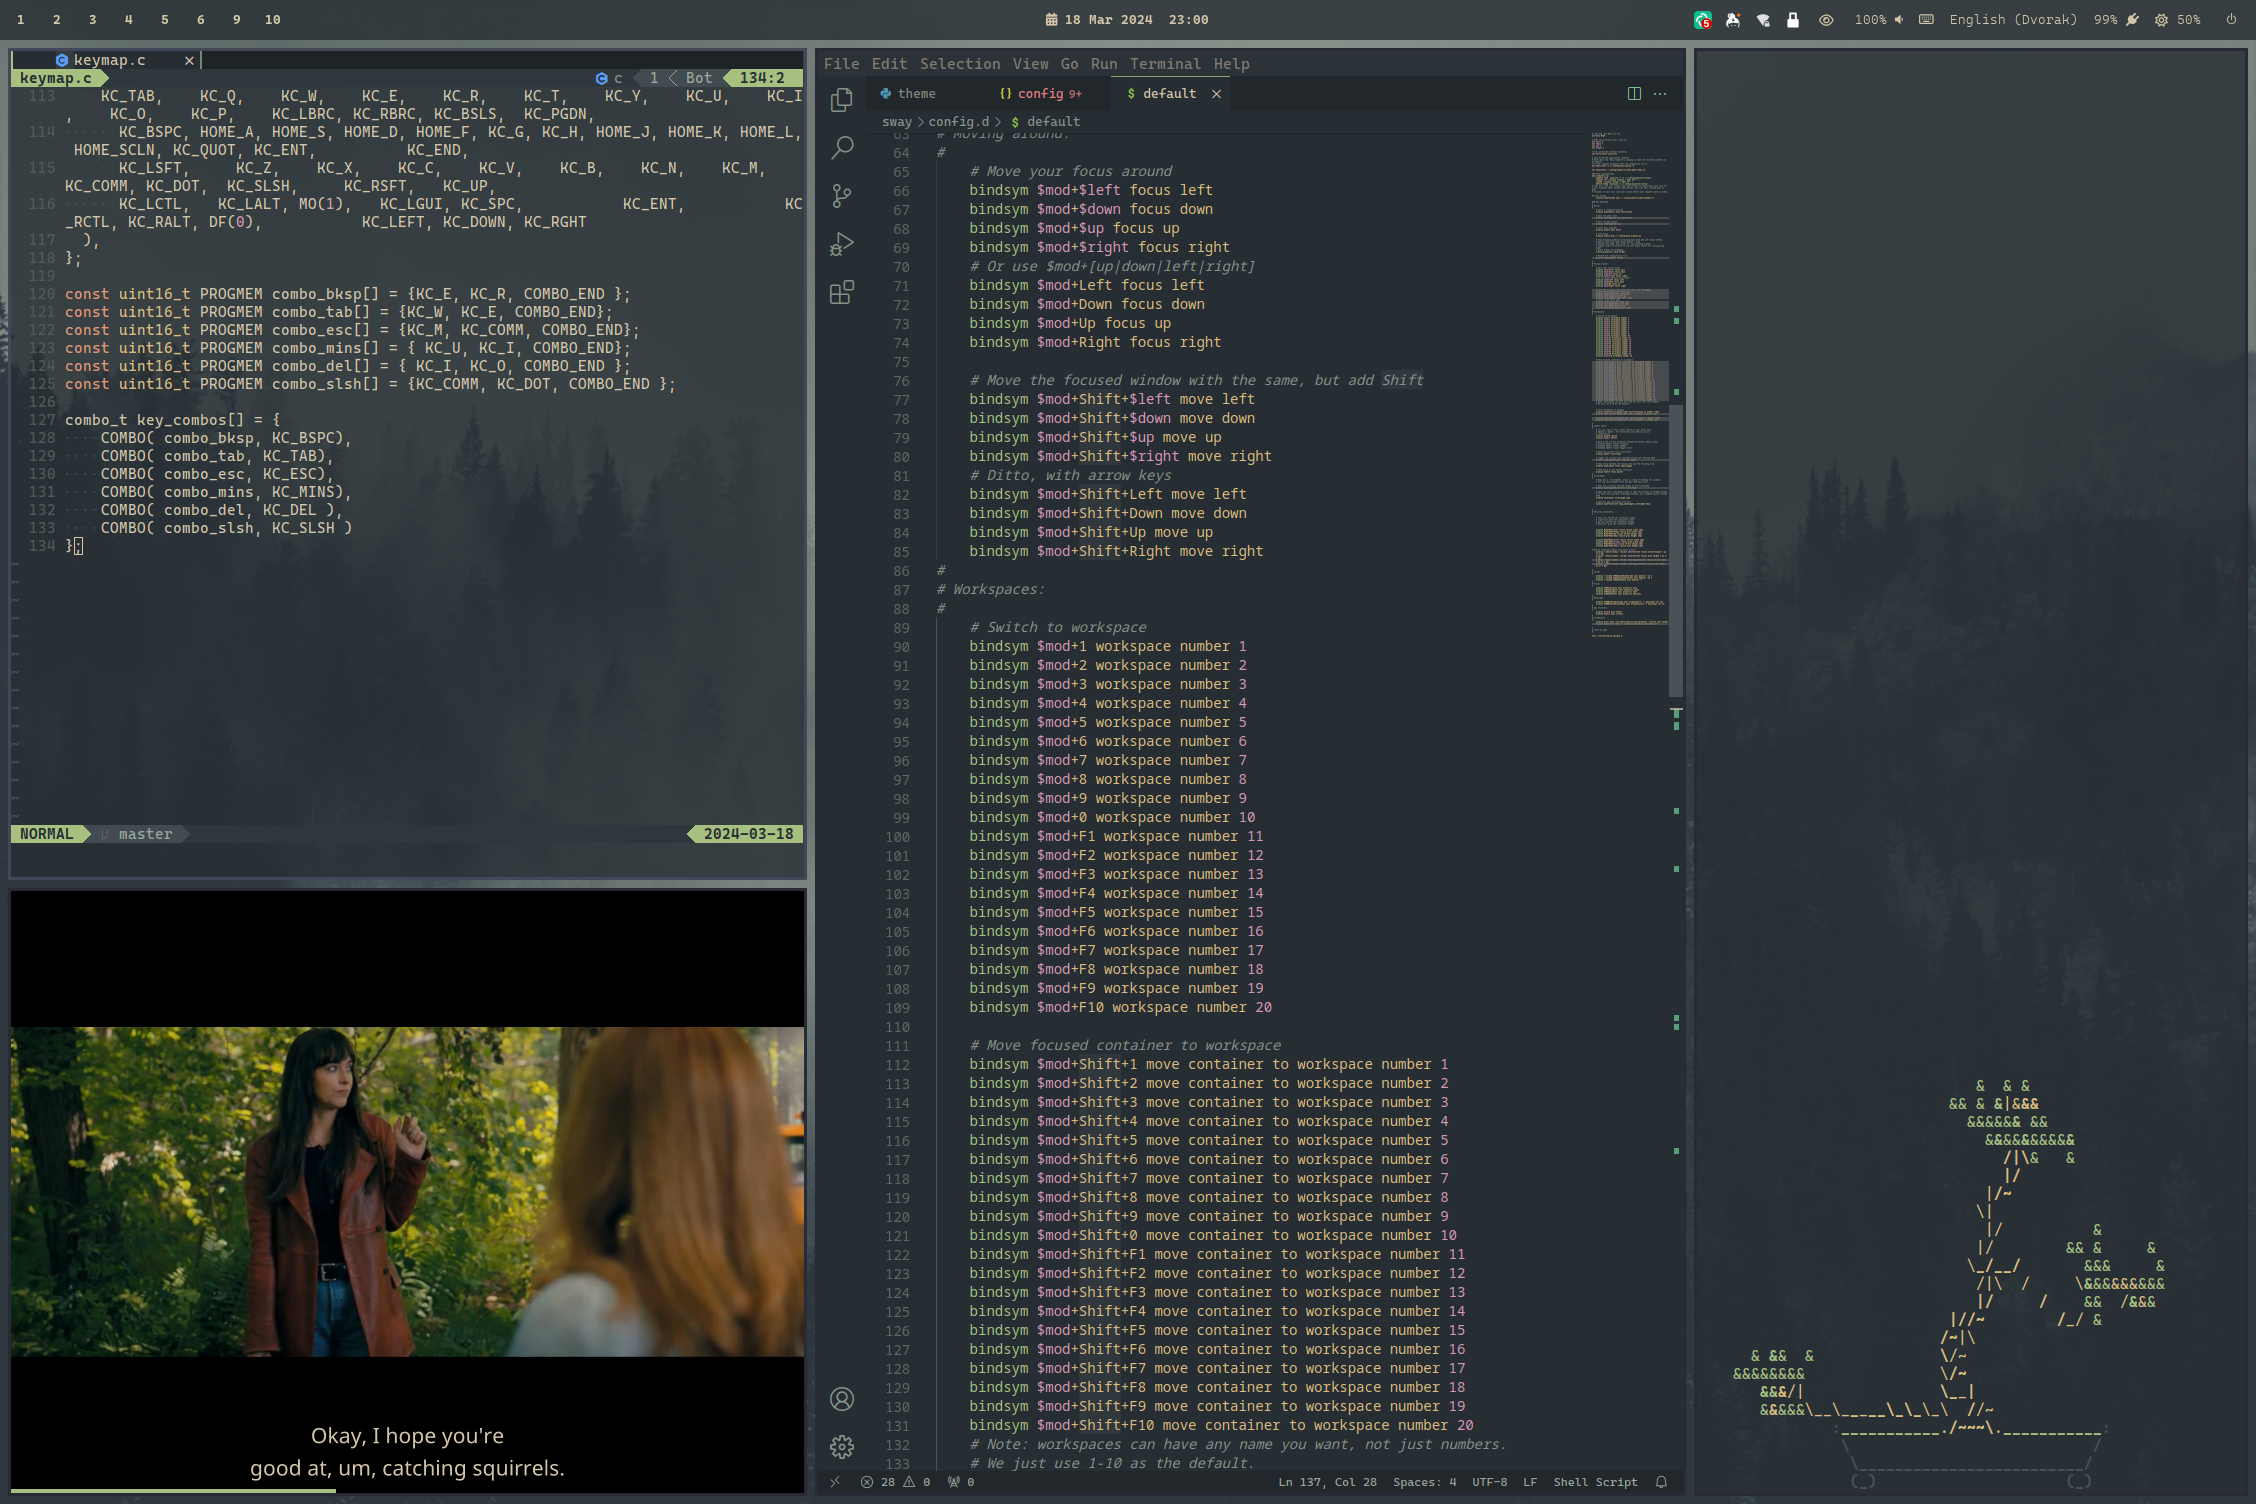 1 2 3 4 5 6 9 10
18 Mar 2024 23:00
5 100% English (Dvorak) 99% 50%
keymap.c ×
keymap.c c 1 Bot 134:2
113 KC_TAB, KC_Q, KC_W, KC_E, KC_R, KC_T, KC_Y, KC_U, KC_I
, KC_O, KC_P, KC_LBRC, KC_RBRC, KC_BSLS, KC_PGDN,
114 KC_BSPC, HOME_A, HOME_S, HOME_D, HOME_F, KC_G, KC_H, HOME_J, HOME_K, HOME_L,
HOME_SCLN, KC_QUOT, KC_ENT, KC_END,
115 KC_LSFT, KC_Z, KC_X, KC_C, KC_V, KC_B, KC_N, KC_M,
KC_COMM, KC_DOT, KC_SLSH, KC_RSFT, KC_UP,
116 KC_LCTL, KC_LALT, MO(1), KC_LGUI, KC_SPC, KC_ENT, KC
_RCTL, KC_RALT, DF(0), KC_LEFT, KC_DOWN, KC_RGHT
117 ),
118 };
119
120 const uint16_t PROGMEM combo_bksp[] = {KC_E, KC_R, COMBO_END };
121 const uint16_t PROGMEM combo_tab[] = {KC_W, KC_E, COMBO_END};
122 const uint16_t PROGMEM combo_esc[] = {KC_M, KC_COMM, COMBO_END};
123 const uint16_t PROGMEM combo_mins[] = { KC_U, KC_I, COMBO_END};
124 const uint16_t PROGMEM combo_del[] = { KC_I, KC_O, COMBO_END };
125 const uint16_t PROGMEM combo_slsh[] = {KC_COMM, KC_DOT, COMBO_END };
126
127 combo_t key_combos[] = {
128 COMBO( combo_bksp, KC_BSPC),
129 COMBO( combo_tab, KC_TAB),
130 COMBO( combo_esc, KC_ESC),
131 COMBO( combo_mins, KC_MINS),
132 COMBO( combo_del, KC_DEL ),
133 COMBO( combo_slsh, KC_SLSH )
134 };
NORMAL master 2024-03-18
Okay, I hope you're
good at, um, catching squirrels.
File Edit Selection View Go Run Terminal Help
theme {} config 9+ $ default ×
sway > config.d > $ default
63 # Moving around:
64 #
65 # Move your focus around
66 bindsym $mod+$left focus left
67 bindsym $mod+$down focus down
68 bindsym $mod+$up focus up
69 bindsym $mod+$right focus right
70 # Or use $mod+[up|down|left|right]
71 bindsym $mod+Left focus left
72 bindsym $mod+Down focus down
73 bindsym $mod+Up focus up
74 bindsym $mod+Right focus right
75
76 # Move the focused window with the same, but add Shift
77 bindsym $mod+Shift+$left move left
78 bindsym $mod+Shift+$down move down
79 bindsym $mod+Shift+$up move up
80 bindsym $mod+Shift+$right move right
81 # Ditto, with arrow keys
82 bindsym $mod+Shift+Left move left
83 bindsym $mod+Shift+Down move down
84 bindsym $mod+Shift+Up move up
85 bindsym $mod+Shift+Right move right
86 #
87 # Workspaces:
88 #
89 # Switch to workspace
90 bindsym $mod+1 workspace number 1
91 bindsym $mod+2 workspace number 2
92 bindsym $mod+3 workspace number 3
93 bindsym $mod+4 workspace number 4
94 bindsym $mod+5 workspace number 5
95 bindsym $mod+6 workspace number 6
96 bindsym $mod+7 workspace number 7
97 bindsym $mod+8 workspace number 8
98 bindsym $mod+9 workspace number 9
99 bindsym $mod+0 workspace number 10
100 bindsym $mod+F1 workspace number 11
101 bindsym $mod+F2 workspace number 12
102 bindsym $mod+F3 workspace number 13
103 bindsym $mod+F4 workspace number 14
104 bindsym $mod+F5 workspace number 15
105 bindsym $mod+F6 workspace number 16
106 bindsym $mod+F7 workspace number 17
107 bindsym $mod+F8 workspace number 18
108 bindsym $mod+F9 workspace number 19
109 bindsym $mod+F10 workspace number 20
110
111 # Move focused container to workspace
112 bindsym $mod+Shift+1 move container to workspace number 1
113 bindsym $mod+Shift+2 move container to workspace number 2
114 bindsym $mod+Shift+3 move container to workspace number 3
115 bindsym $mod+Shift+4 move container to workspace number 4
116 bindsym $mod+Shift+5 move container to workspace number 5
117 bindsym $mod+Shift+6 move container to workspace number 6
118 bindsym $mod+Shift+7 move container to workspace number 7
119 bindsym $mod+Shift+8 move container to workspace number 8
120 bindsym $mod+Shift+9 move container to workspace number 9
121 bindsym $mod+Shift+0 move container to workspace number 10
122 bindsym $mod+Shift+F1 move container to workspace number 11
123 bindsym $mod+Shift+F2 move container to workspace number 12
124 bindsym $mod+Shift+F3 move container to workspace number 13
125 bindsym $mod+Shift+F4 move container to workspace number 14
126 bindsym $mod+Shift+F5 move container to workspace number 15
127 bindsym $mod+Shift+F6 move container to workspace number 16
128 bindsym $mod+Shift+F7 move container to workspace number 17
129 bindsym $mod+Shift+F8 move container to workspace number 18
130 bindsym $mod+Shift+F9 move container to workspace number 19
131 bindsym $mod+Shift+F10 move container to workspace number 20
132 # Note: workspaces can have any name you want, not just numbers.
133 # We just use 1-10 as the default.
28 0 0 Ln 137, Col 28 Spaces: 4 UTF-8 LF Shell Script